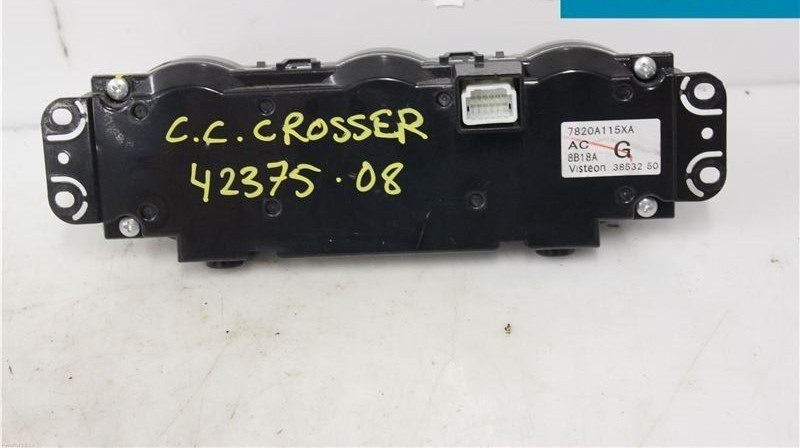 C.C. CROSSER
42375.08
7820A115XA
AC G
8B18A
Visteon 38532 50